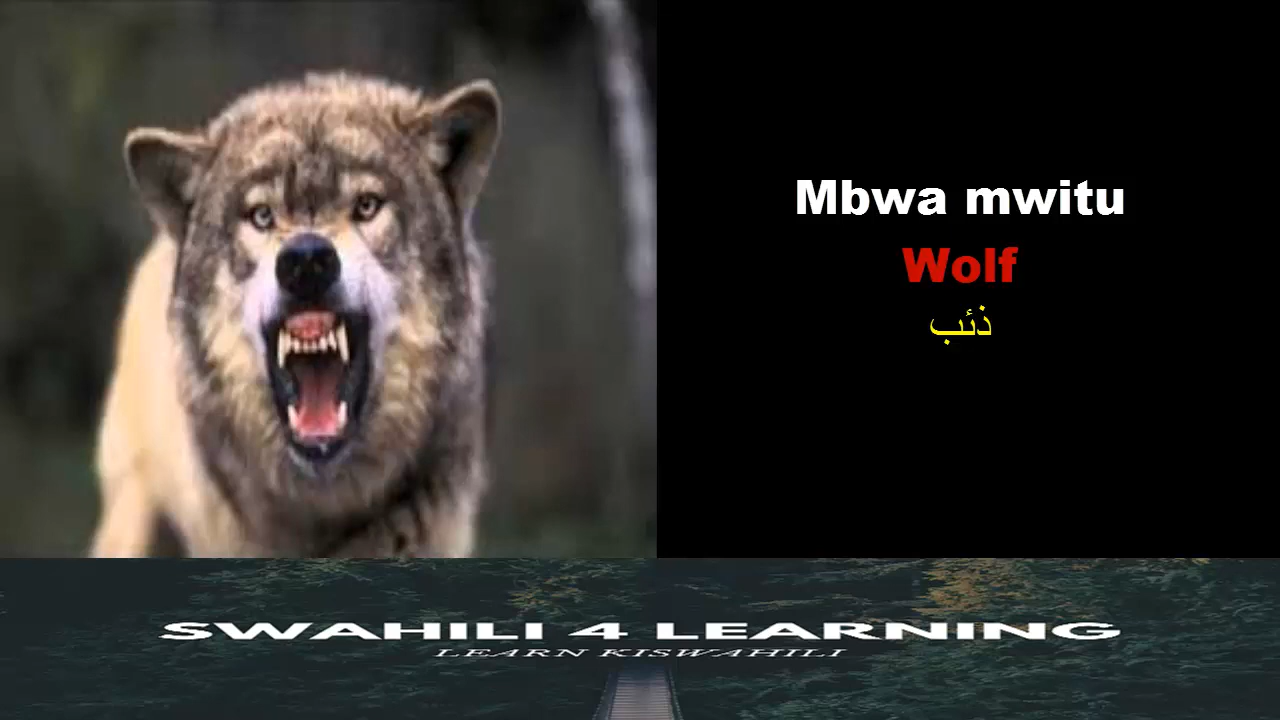 Mbwa mwitu
Wolf
ذئب
SWAHILI 4 LEARNING
LEARN KISWAHILI